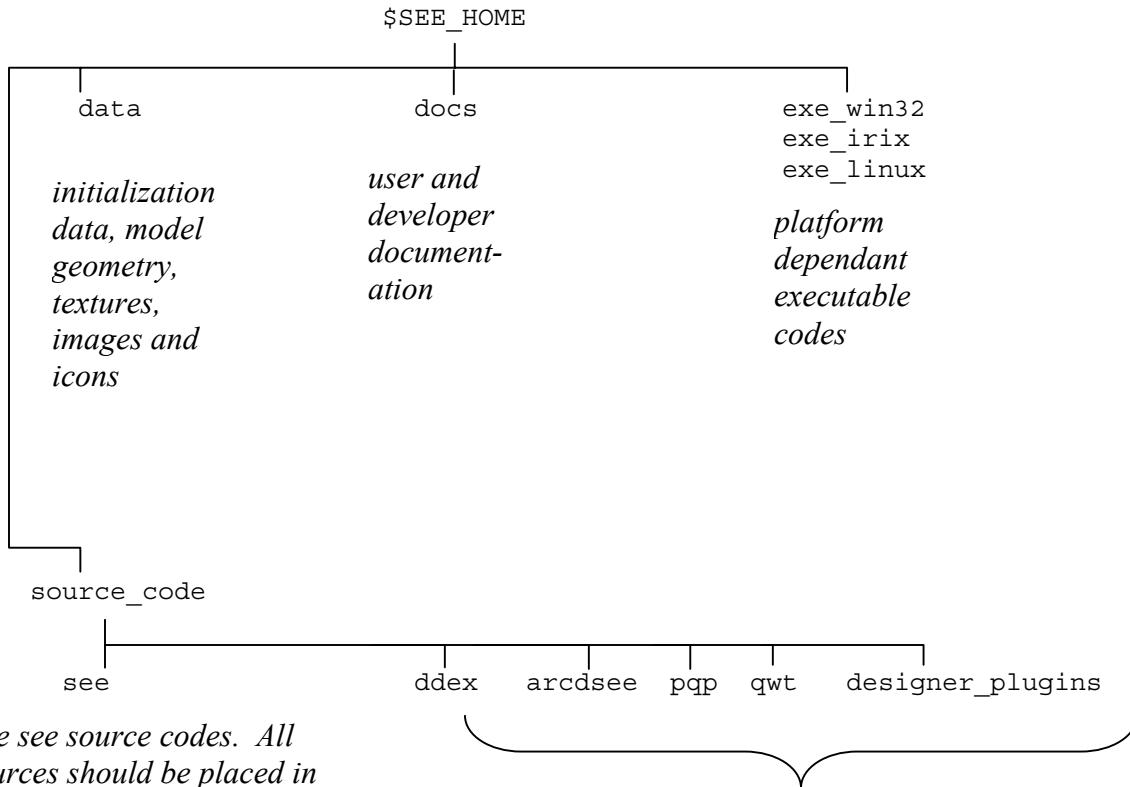 $SEE_HOME
data
docs
exe_win32
exe_irix
exe_linux
initialization
data, model
geometry,
textures,
images and
icons
user and
developer
document-
ation
platform
dependant
executable
codes
source_code
see
ddex
arcdsee
pqp
qwt
designer_plugins
e see source codes. All
urces should be placed in